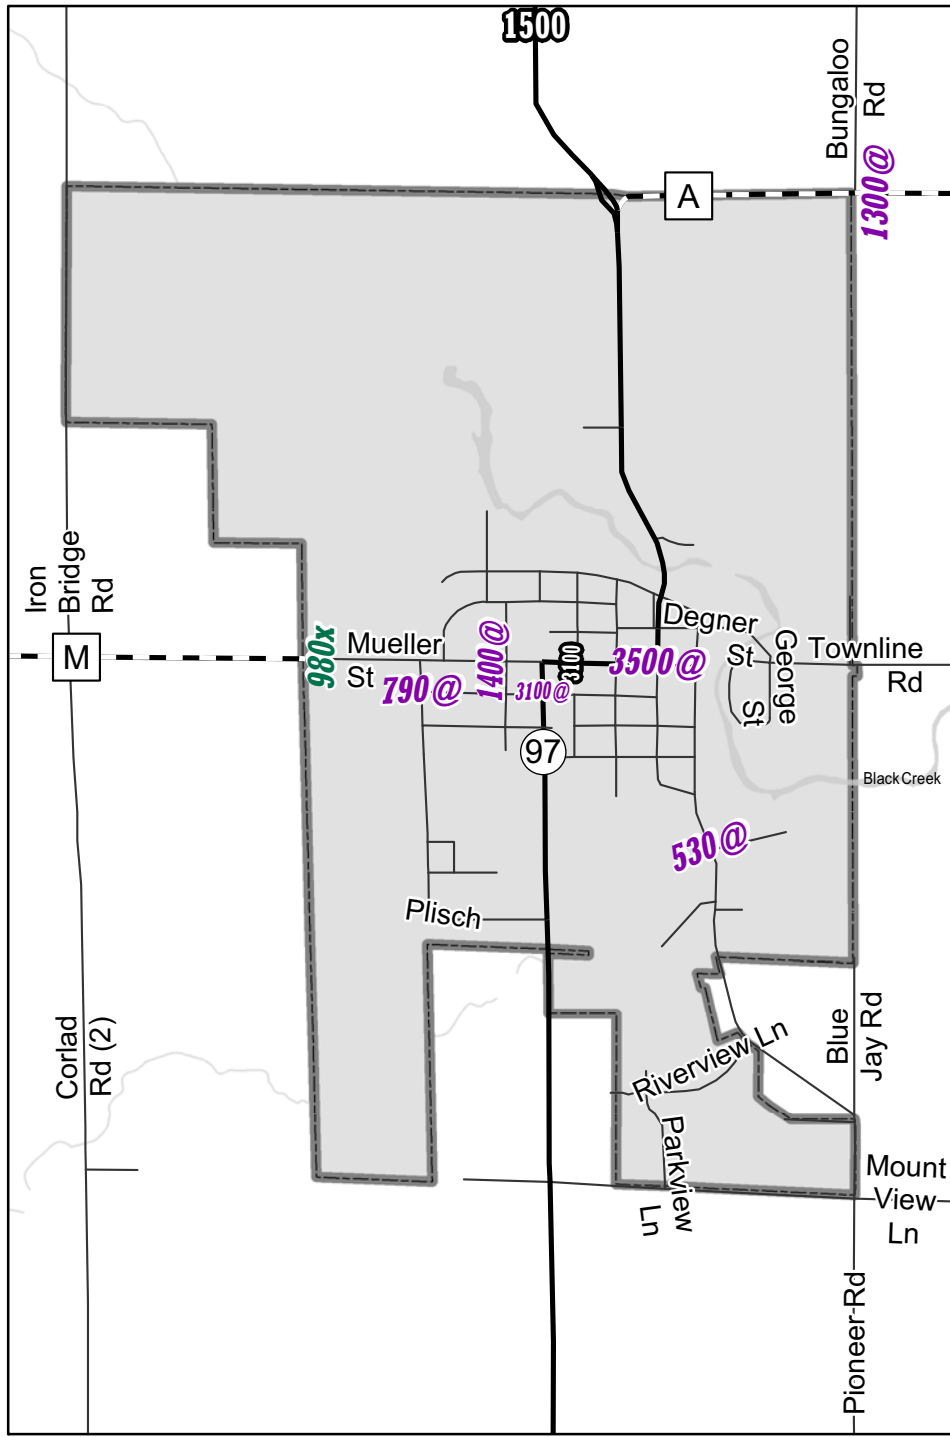 1500
Bungaloo
Rd
1300@
A
Iron
Bridge
Rd
M
980x
Mueller
St
790@
1400@
3100@
3100
3500@
Degner
St
George
St
Townline
Rd
97
Black Creek
530@
Plisch
Corlad
Rd (2)
Blue
Jay Rd
Riverview Ln
Parkview
Ln
Mount
View
Ln
Pioneer Rd